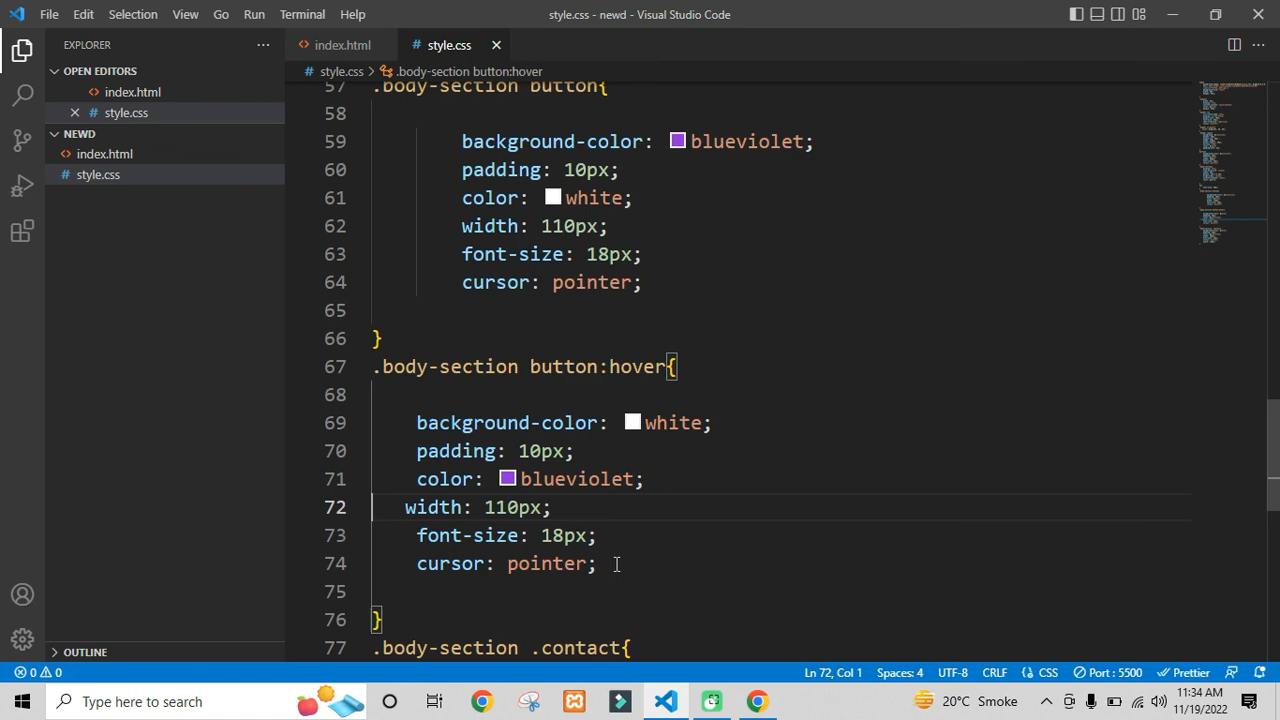 File Edit Selection View Go Run Terminal Help
style.css - newd - Visual Studio Code
EXPLORER
OPEN EDITORS
index.html
style.css
NEWD
index.html
style.css
OUTLINE
index.html
style.css
style.css > .body-section button:hover
57 .body-section button{
58
59 background-color: blueviolet;
60 padding: 10px;
61 color: white;
62 width: 110px;
63 font-size: 18px;
64 cursor: pointer;
65
66 }
67 .body-section button:hover{
68
69 background-color: white;
70 padding: 10px;
71 color: blueviolet;
72 width: 110px;
73 font-size: 18px;
74 cursor: pointer;
75
76 }
77 .body-section .contact{
0 0 Ln 72, Col 1 Spaces: 4 UTF-8 CRLF {} CSS Port : 5500 Prettier
Type here to search
20°C Smoke
11:34 AM
11/19/2022